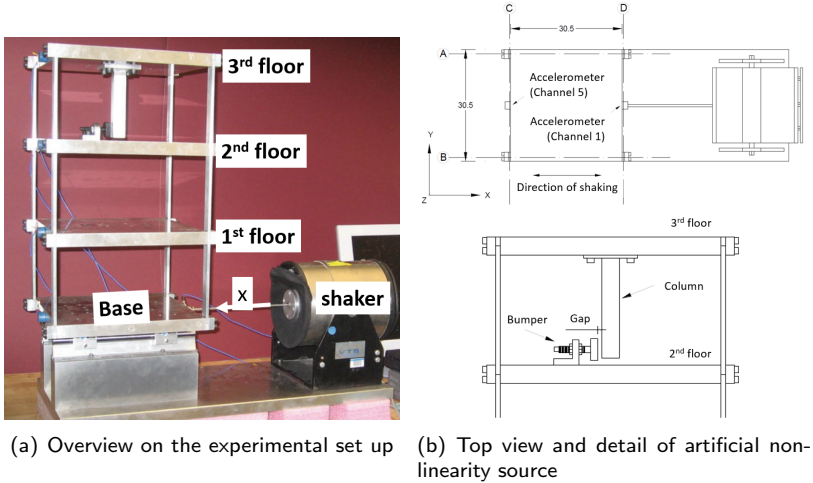 3rd floor
2nd floor
1st floor
Base
X
shaker
(a) Overview on the experimental set up
C
D
30.5
A
Accelerometer
(Channel 5)
30.5
Accelerometer
(Channel 1)
Y
B
Direction of shaking
Z
X
3rd floor
Column
Gap
Bumper
2nd floor
(b) Top view and detail of artificial non-
linearity source